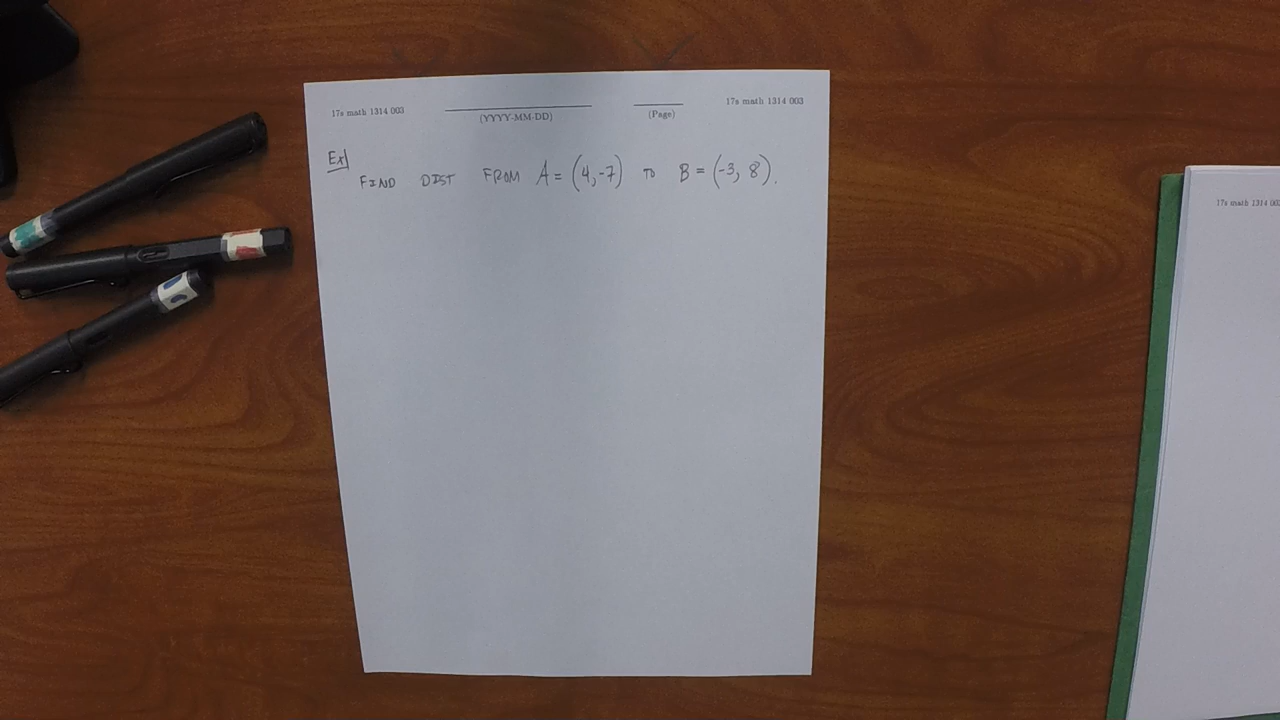 17s math 1314 003 (YYYY-MM-DD) (Page) 17s math 1314 003
Ex)
FIND DIST FROM A = (4, -7) TO B = (-3, 8).
17s math 1314 003